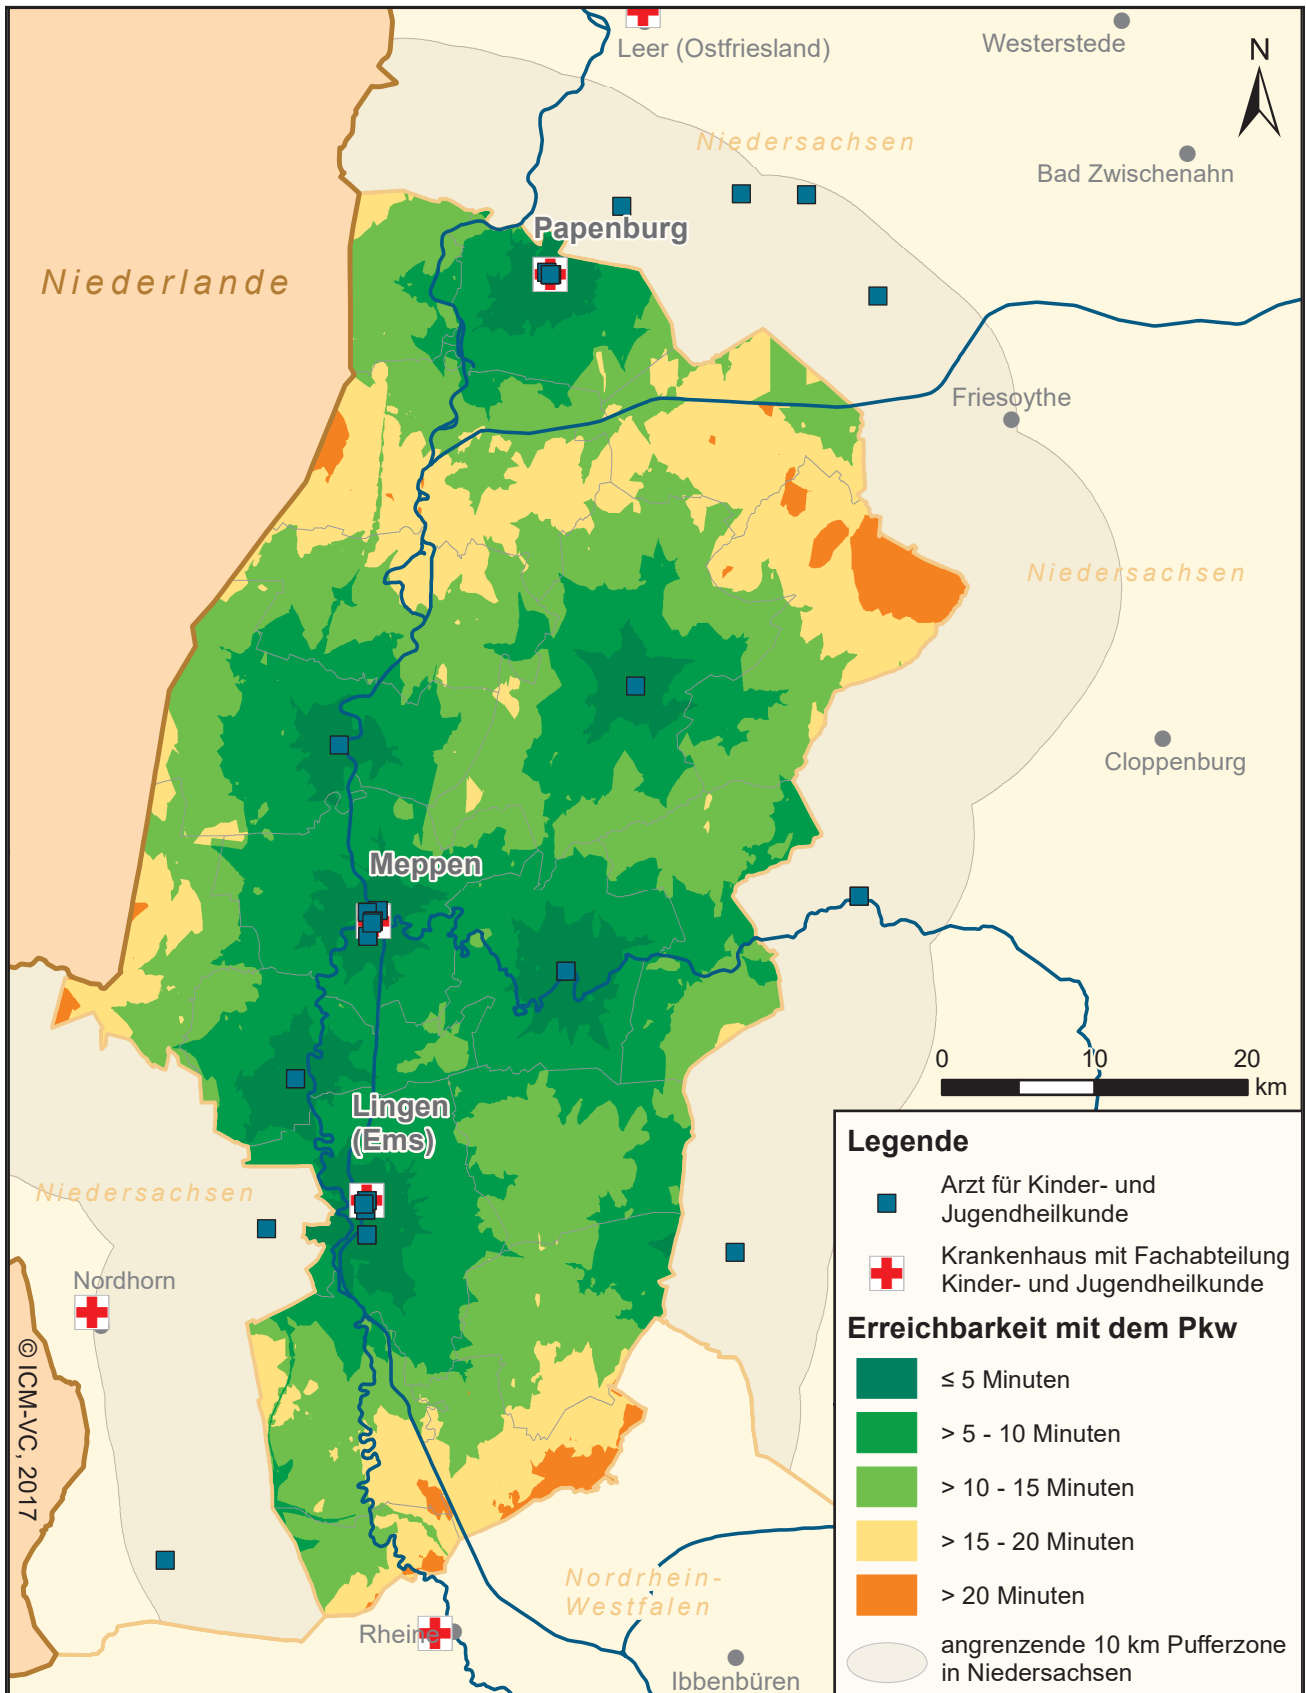 Leer (Ostfriesland)
Westerstede
N
Niedersachsen
Bad Zwischenahn
Papenburg
Niederlande
Friesoythe
Niedersachsen
Cloppenburg
Meppen
0 10 20
km
Lingen
(Ems)
Niedersachsen
Nordhorn
© ICM-VC, 2017
Nordrhein-
Westfalen
Rheine
Ibbenbüren
Legende
Arzt für Kinder- und
Jugendheilkunde
Krankenhaus mit Fachabteilung
Kinder- und Jugendheilkunde
Erreichbarkeit mit dem Pkw
≤ 5 Minuten
> 5 - 10 Minuten
> 10 - 15 Minuten
> 15 - 20 Minuten
> 20 Minuten
angrenzende 10 km Pufferzone
in Niedersachsen